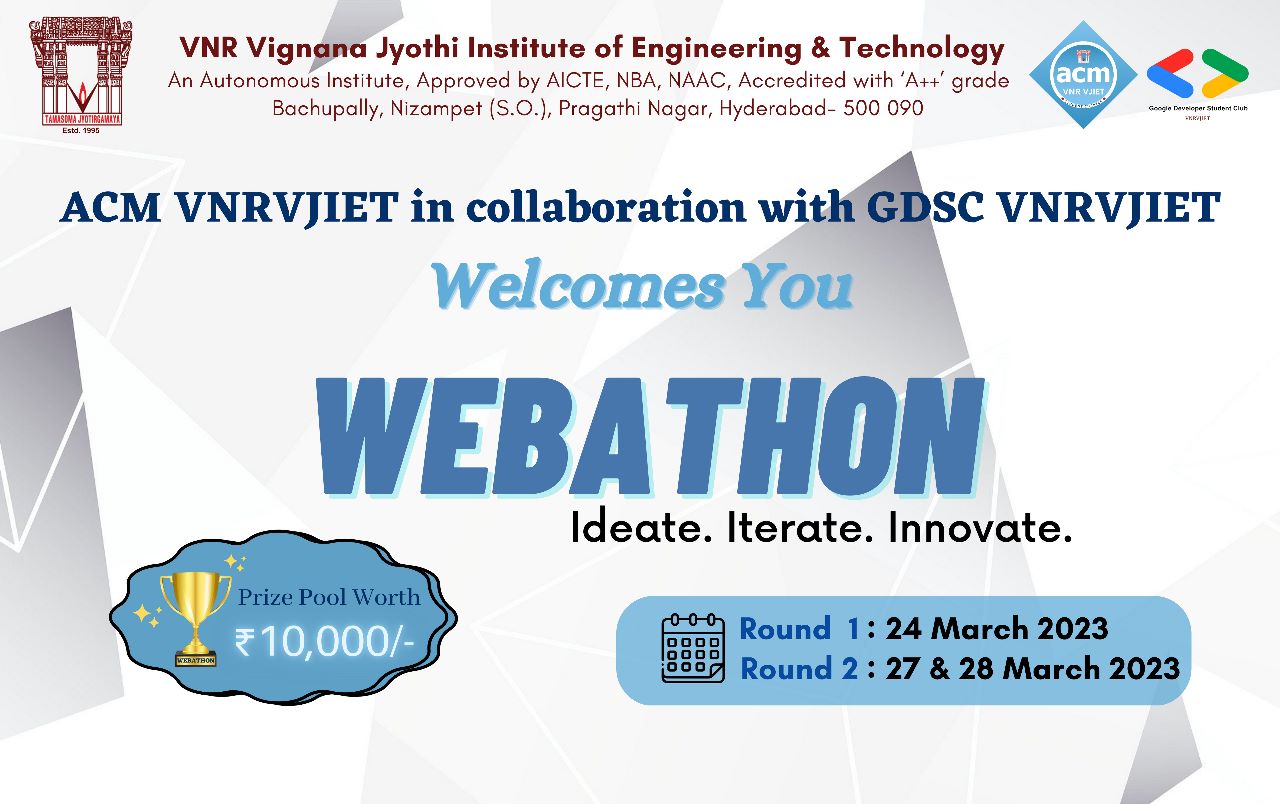 VNR Vignana Jyothi Institute of Engineering & Technology
An Autonomous Institute, Approved by AICTE, NBA, NAAC, Accredited with ‘A++’ grade
Bachupally, Nizampet (S.O.), Pragathi Nagar, Hyderabad- 500 090
TAMASOMA JYOTIRGAMAYA
Estd. 1995
acm
VNR VJIET
Google Developer Student Club
VNRVJIET
ACM VNRVJIET in collaboration with GDSC VNRVJIET
Welcomes You
WEBATHON
Ideate. Iterate. Innovate.
Prize Pool Worth
₹10,000/-
WEBATHON
Round 1 : 24 March 2023
Round 2 : 27 & 28 March 2023